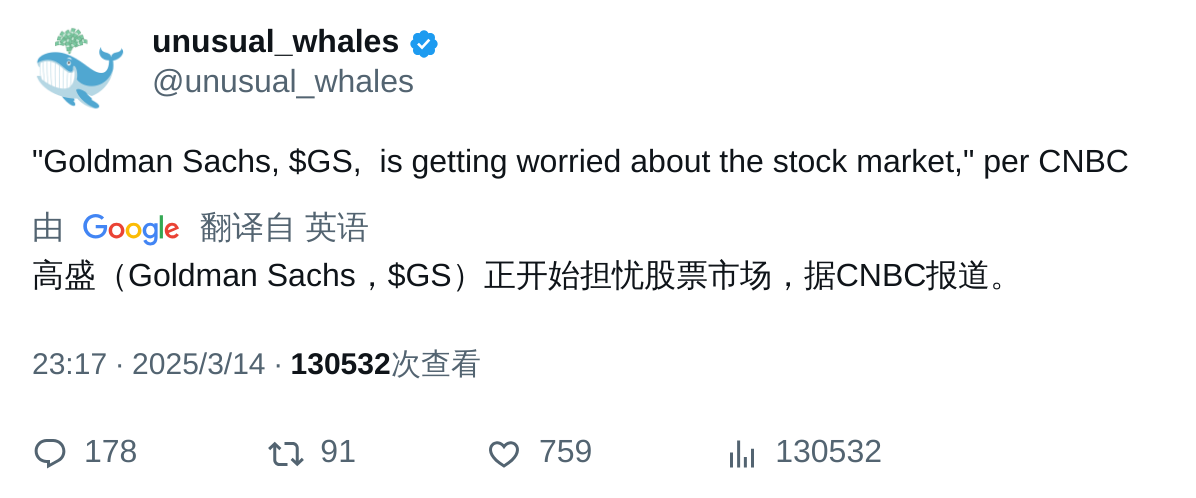 unusual_whales
@unusual_whales
"Goldman Sachs, $GS,  is getting worried about the stock market," per CNBC
由 Google 翻译自 英语
高盛（Goldman Sachs，$GS）正开始担忧股票市场，据CNBC报道。
23:17 · 2025/3/14 · 130532次查看
178 91 759 130532